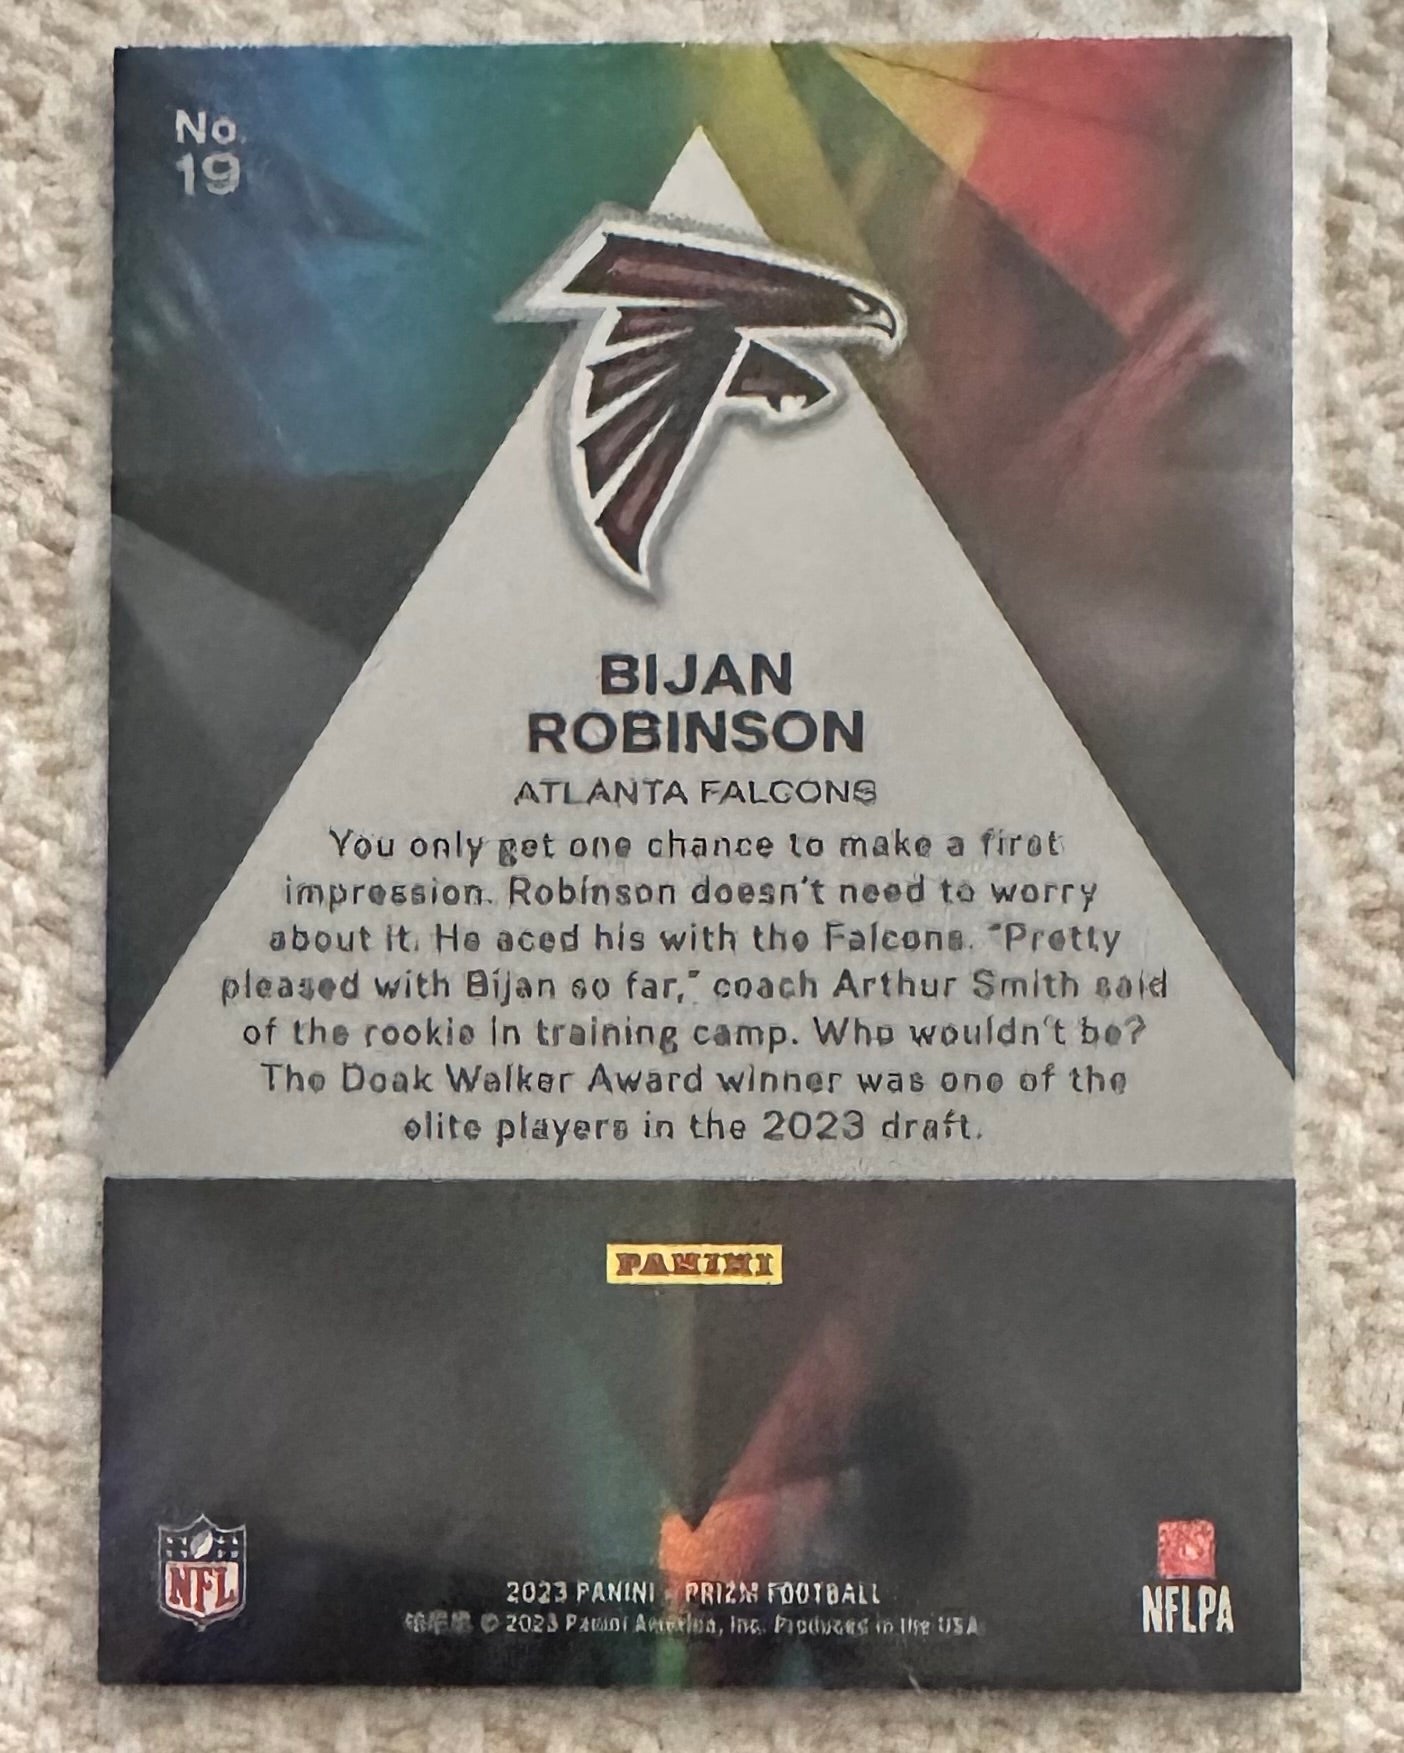 No.
19
BIJAN
ROBINSON
ATLANTA FALCONS
You only get one chance to make a first
impression. Robinson doesn't need to worry
about it. He aced his with the Falcons. "Pretty
pleased with Bijan so far," coach Arthur Smith said
of the rookie in training camp. Who wouldn't be?
The Doak Walker Award winner was one of the
elite players in the 2023 draft.
PANINI
NFL
2023 PANINI - PRIZM FOOTBALL
© 2023 Panini America, Inc. Produced in the USA
NFLPA